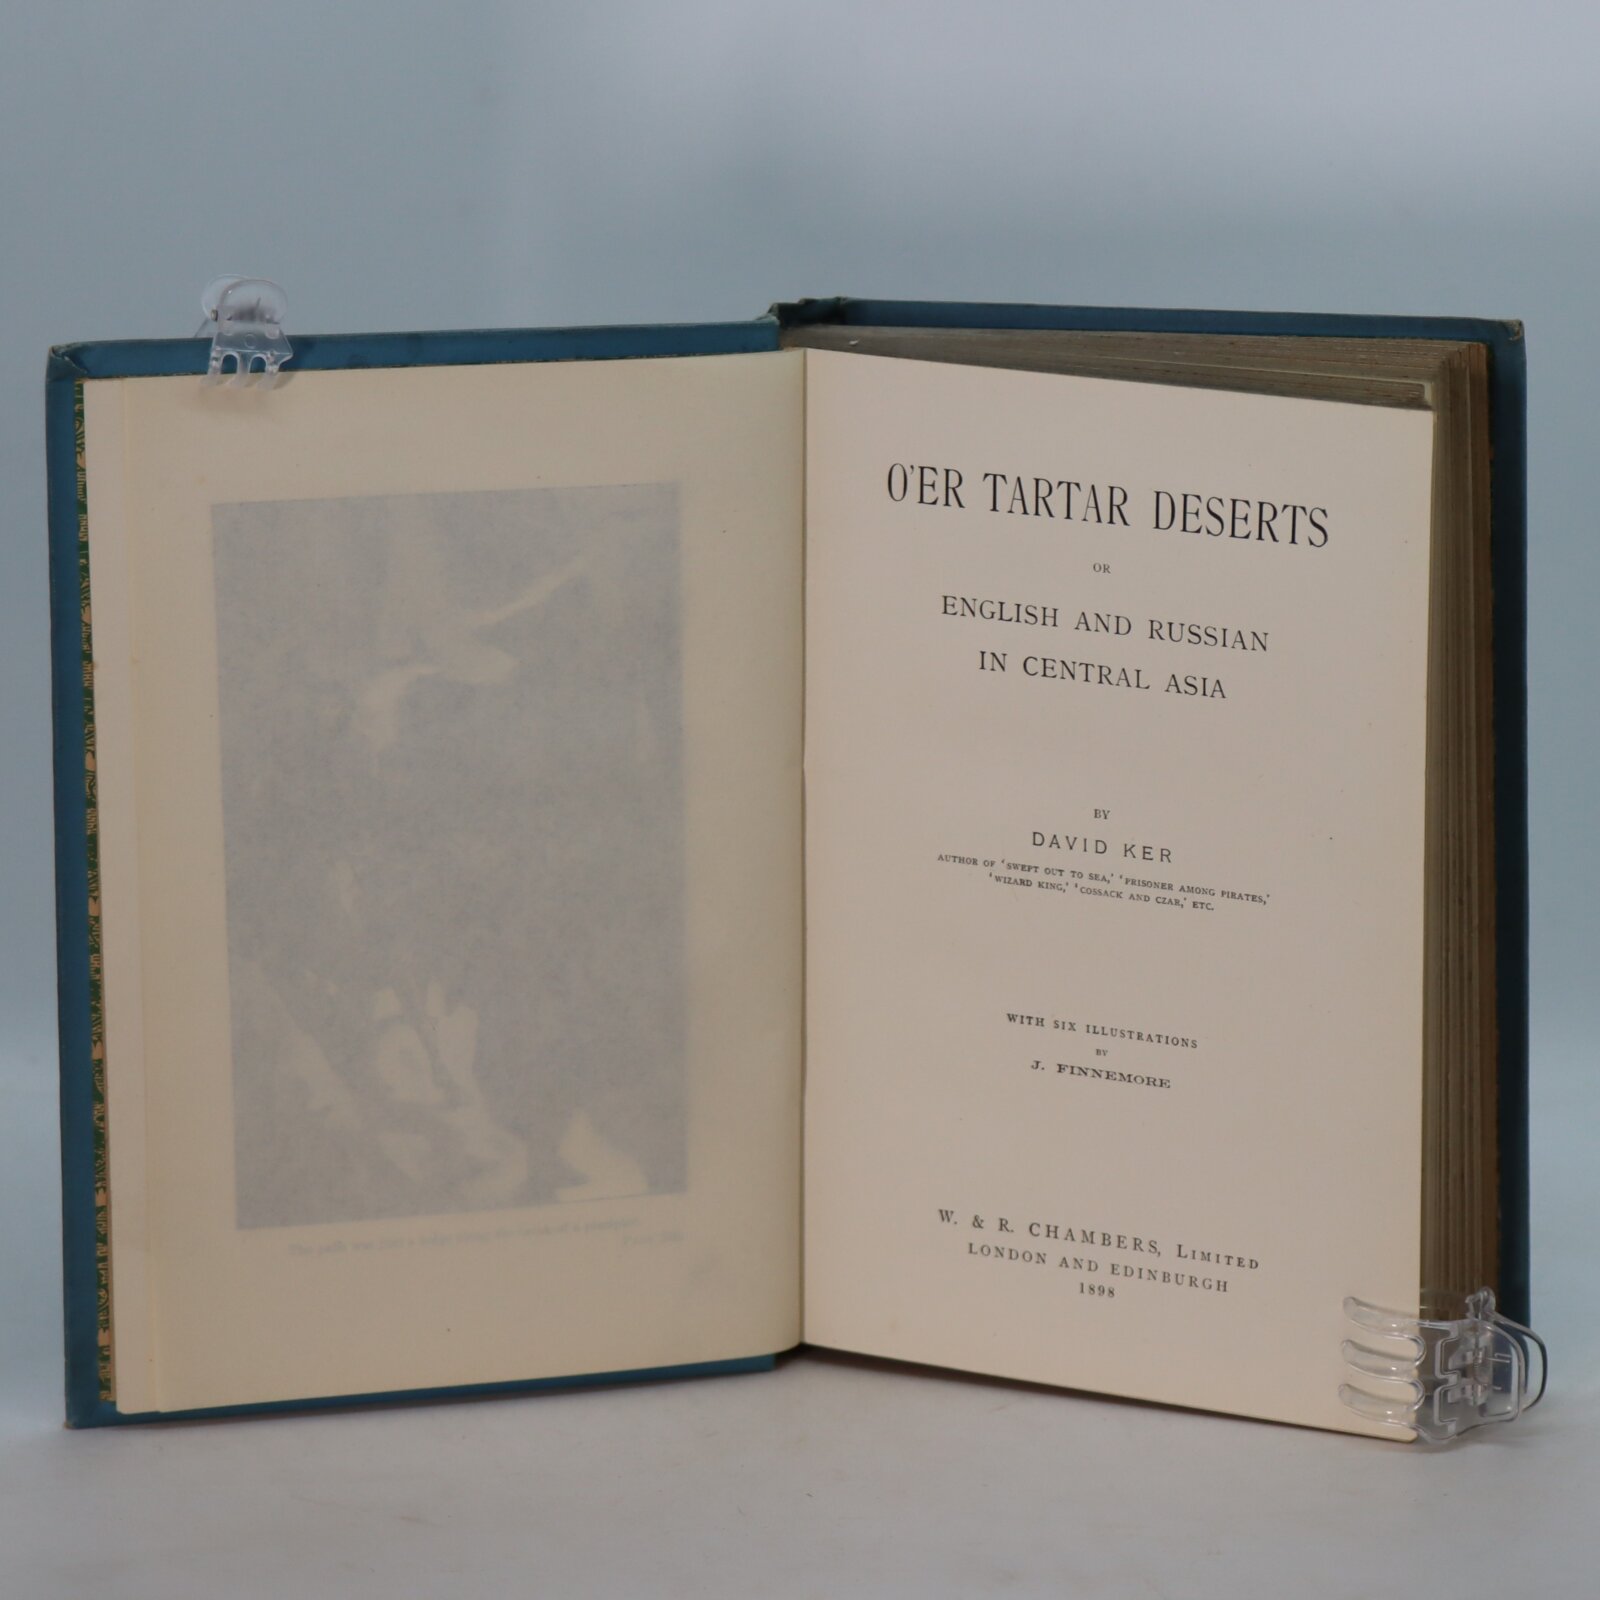 O'ER TARTAR DESERTS
OR
ENGLISH AND RUSSIAN
IN CENTRAL ASIA
BY
DAVID KER
AUTHOR OF 'SWEPT OUT TO SEA,' 'PRISONER AMONG PIRATES,'
'WIZARD KING,' 'COSSACK AND CZAR,' ETC.
WITH SIX ILLUSTRATIONS
BY
J. FINNEMORE
W. & R. CHAMBERS, LIMITED
LONDON AND EDINBURGH
1898